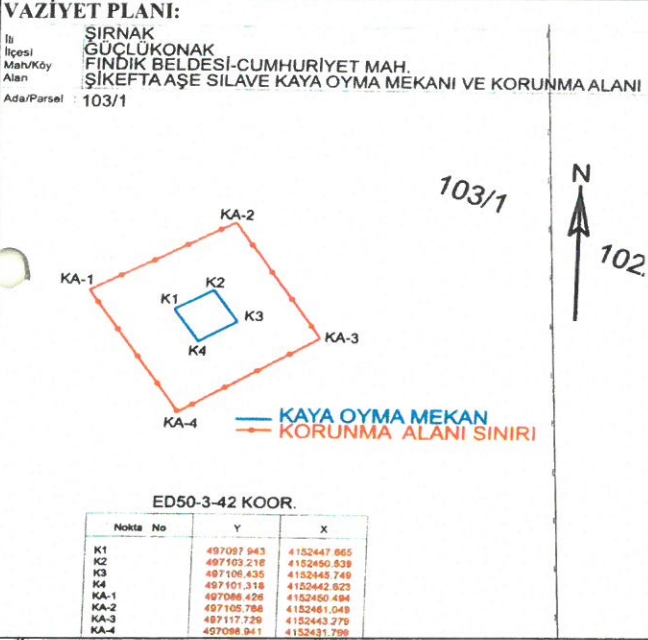 VAZİYET PLANI:
İli ŞIRNAK
İlçesi GÜÇLÜKONAK
Mah/Köy FINDIK BELDESİ-CUMHURİYET MAH.
Alan ŞİKEFTA AŞE SILAVE KAYA OYMA MEKANI VE KORUNMA ALANI
Ada/Parsel : 103/1
103/1
N
102
KA-2
KA-1
K2
K1
K3
K4
KA-3
KA-4
KAYA OYMA MEKAN
KORUNMA ALANI SINIRI
ED50-3-42 KOOR.
Nokta No Y X
K1 497097.943 4152447.665
K2 497103.216 4152450.539
K3 497106.435 4152445.749
K4 497101.318 4152442.623
KA-1 497086.426 4152450.494
KA-2 497105.766 4152461.049
KA-3 497117.729 4152443.279
KA-4 497098.941 4152431.799